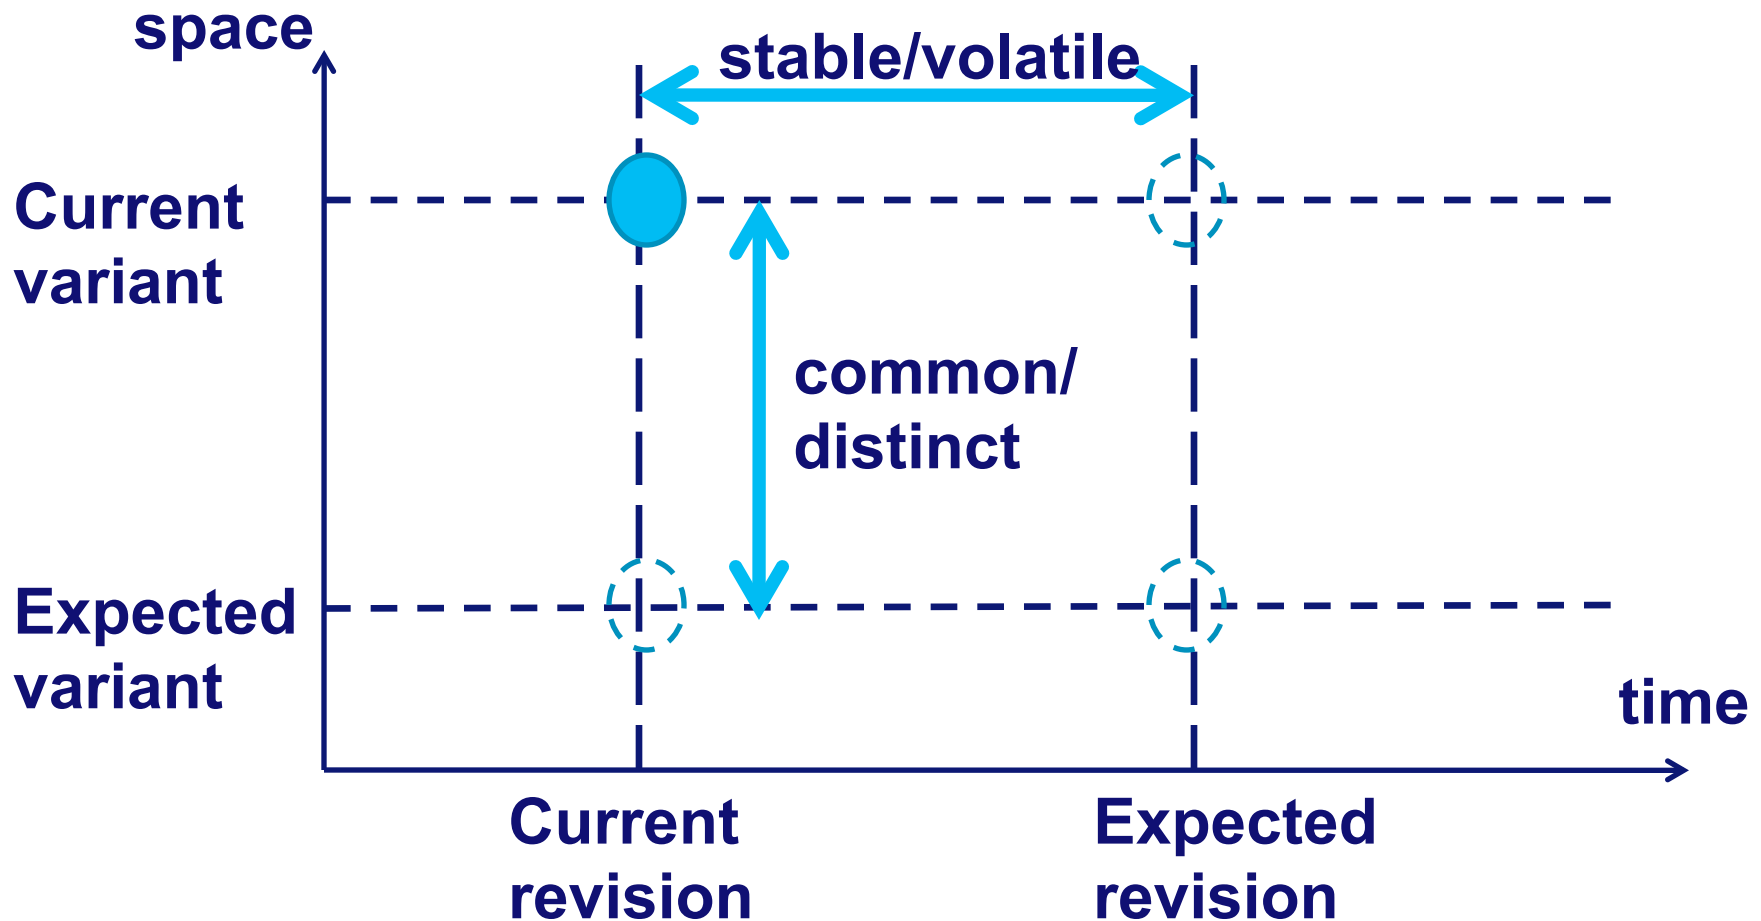 space
stable/volatile
Current
variant
common/
distinct
Expected
variant
time
Current
revision
Expected
revision